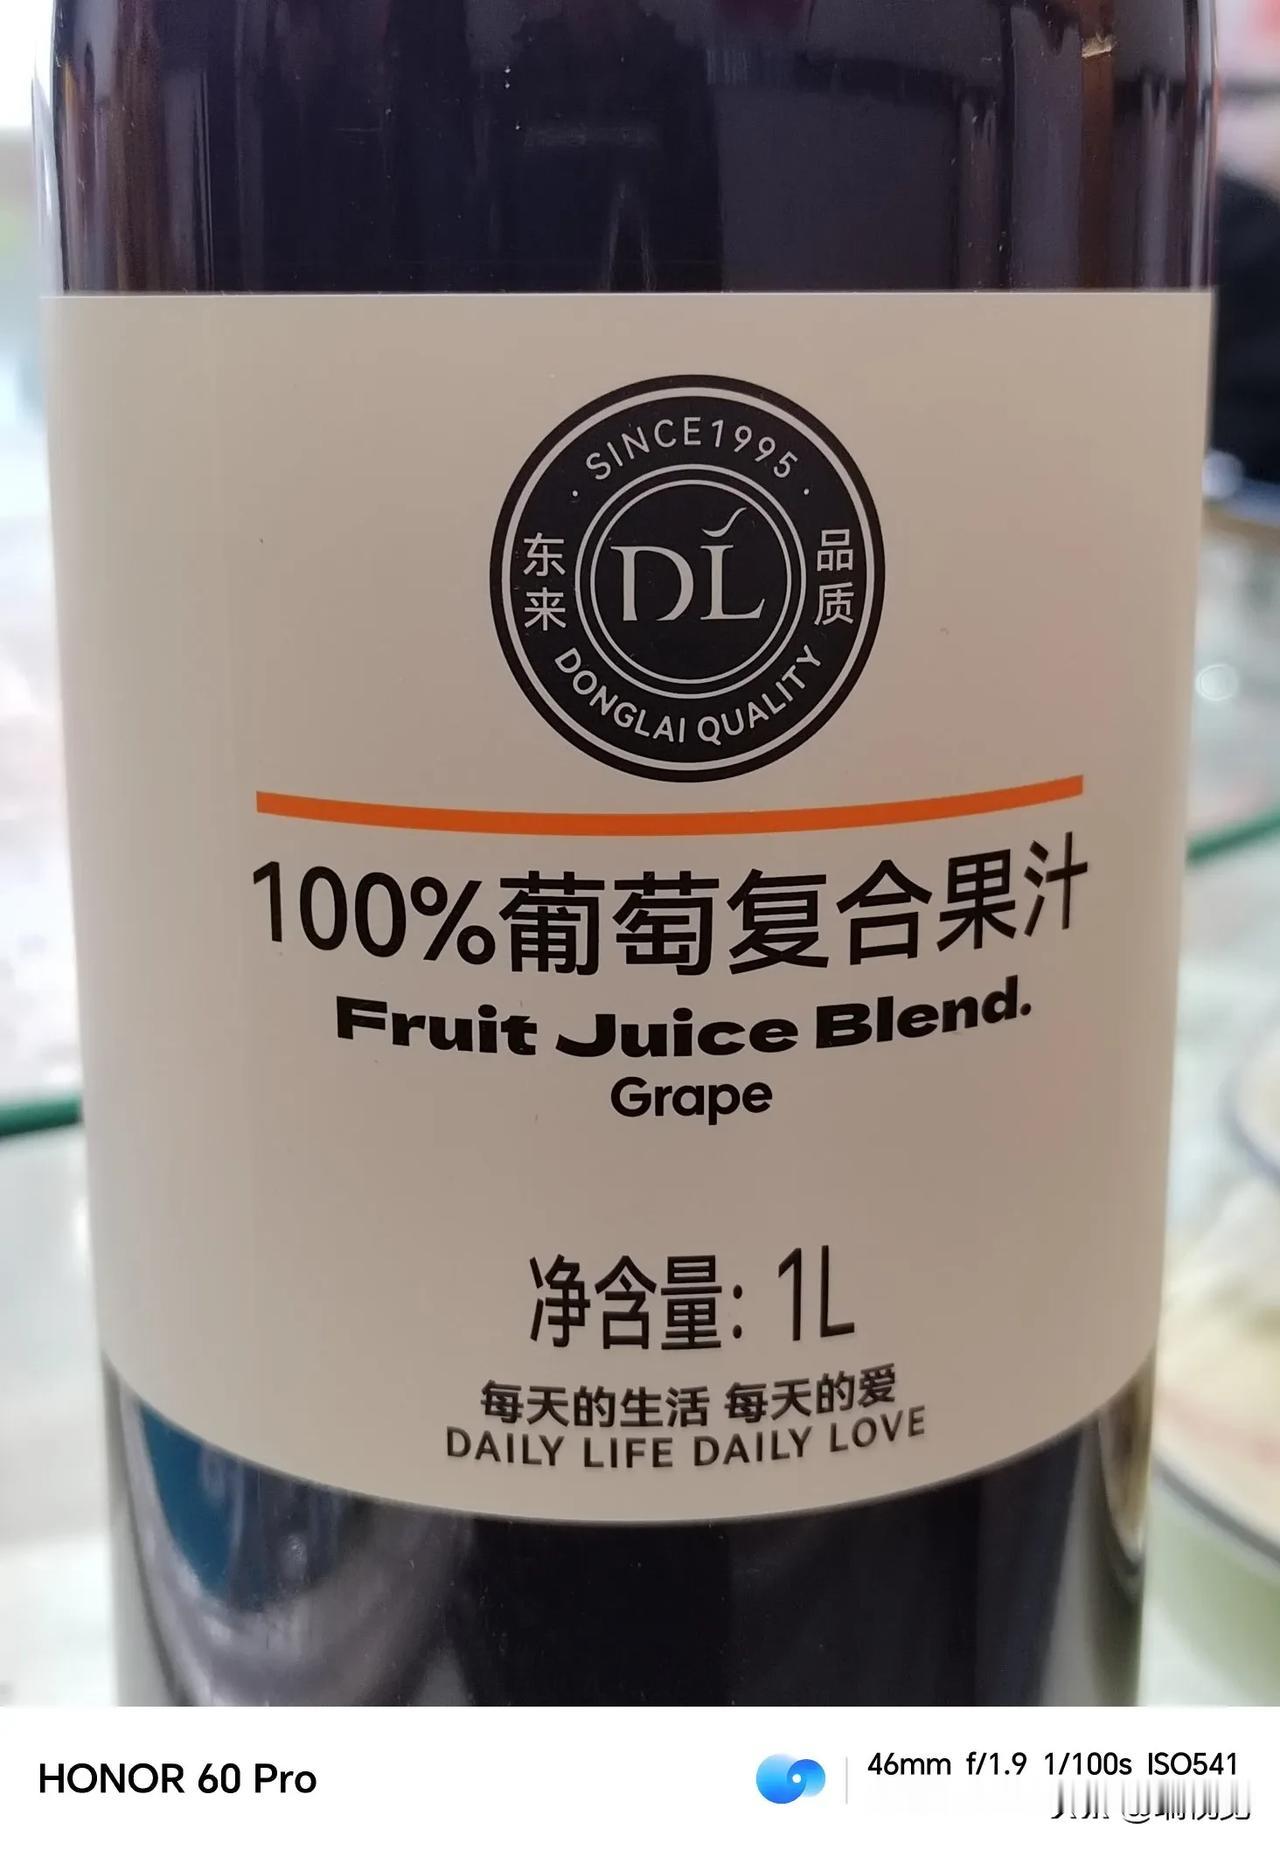 ·SINCE1995·
东来
品质
DĹ
DONGLAI QUALITY
100%葡萄复合果汁
Fruit Juice Blend.
Grape
净含量: 1L
每天的生活 每天的爱
DAILY LIFE DAILY LOVE
HONOR 60 Pro
46mm f/1.9 1/100s ISO541